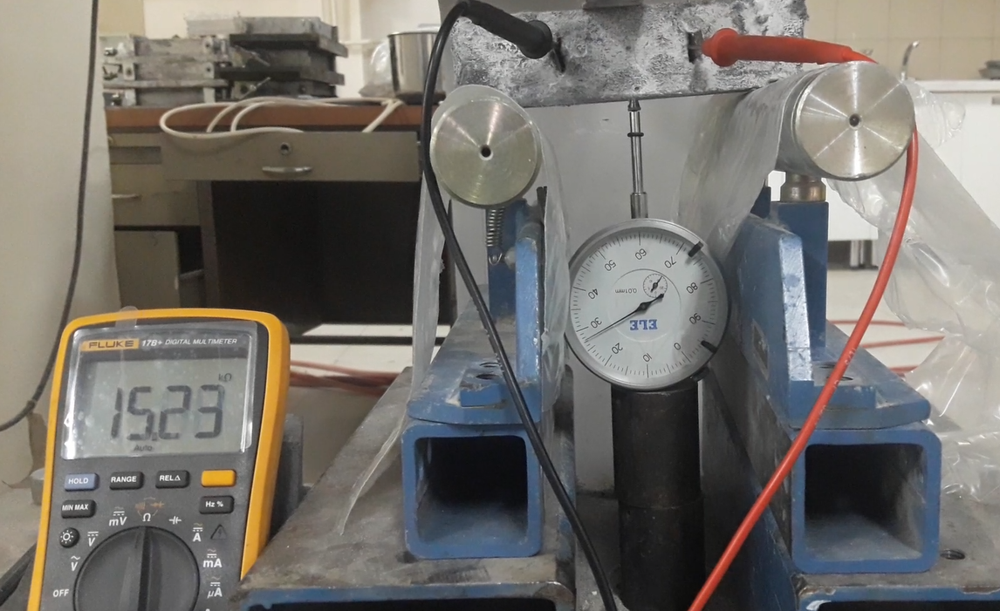 FLUKE 17B+ DIGITAL MULTIMETER
15.23 kΩ
Auto
HOLD RANGE REL∆
MIN MAX Hz %
mV Ω
V A
V mA
OFF µA
0 10 20 30 40 50 60 70 80 90
0.01mm
ELE